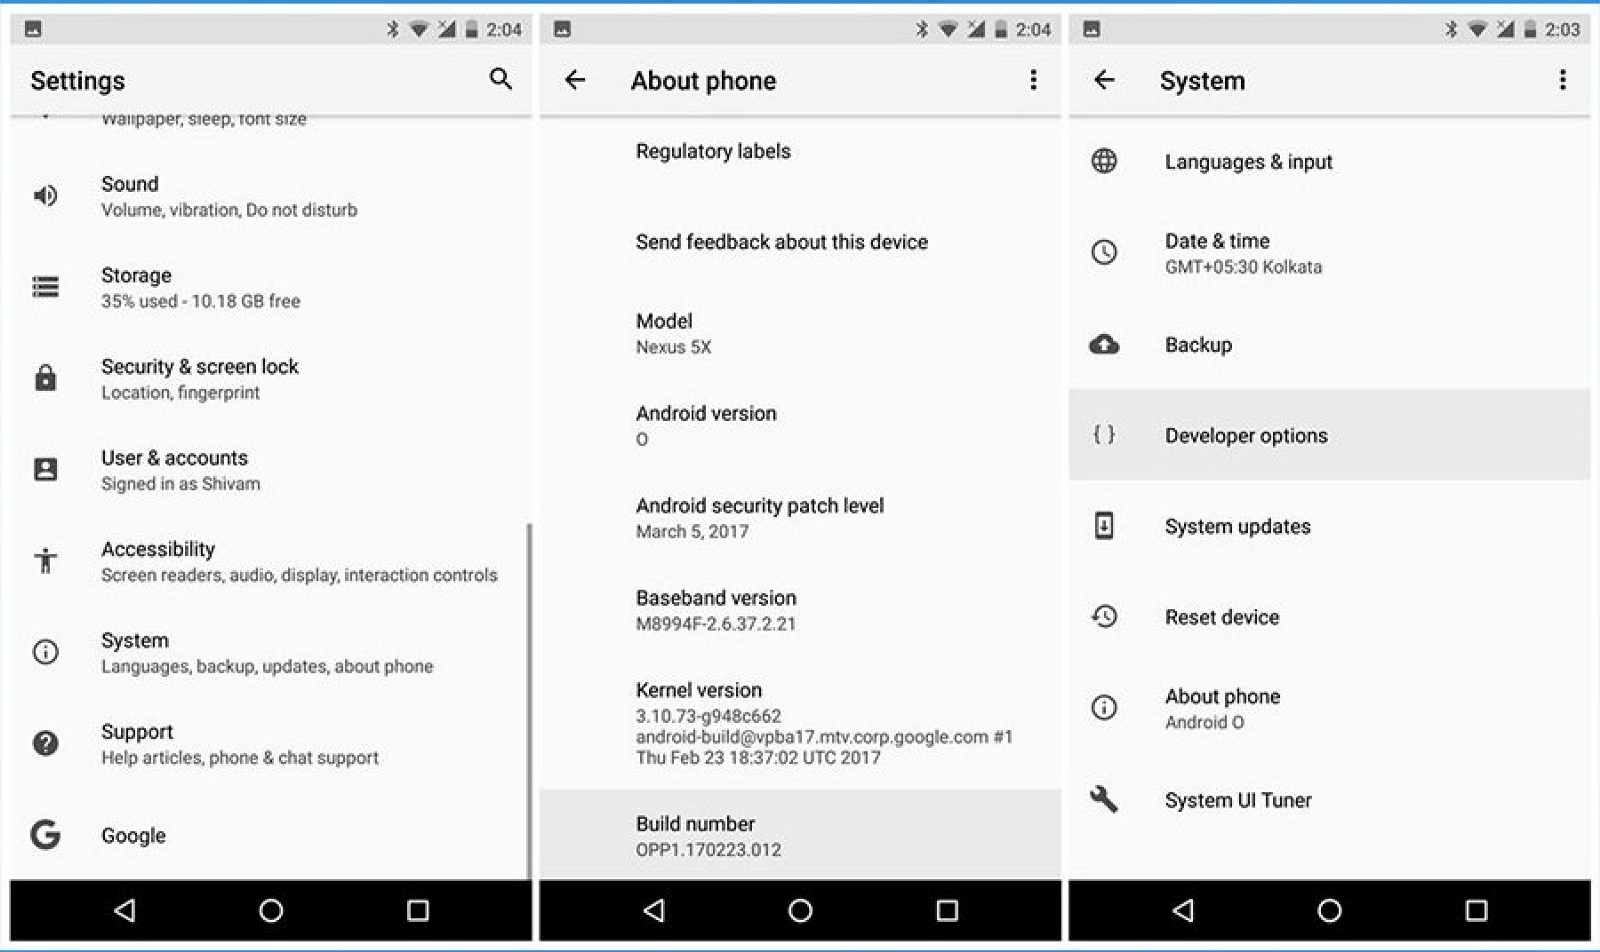 2:04
Settings
Wallpaper, sleep, font size
Sound
Volume, vibration, Do not disturb
Storage
35% used - 10.18 GB free
Security & screen lock
Location, fingerprint
User & accounts
Signed in as Shivam
Accessibility
Screen readers, audio, display, interaction controls
System
Languages, backup, updates, about phone
Support
Help articles, phone & chat support
Google
2:04
About phone
Regulatory labels
Send feedback about this device
Model
Nexus 5X
Android version
O
Android security patch level
March 5, 2017
Baseband version
M8994F-2.6.37.2.21
Kernel version
3.10.73-g948c662
android-build@vpba17.mtv.corp.google.com #1
Thu Feb 23 18:37:02 UTC 2017
Build number
OPP1.170223.012
2:03
System
Languages & input
Date & time
GMT+05:30 Kolkata
Backup
Developer options
System updates
Reset device
About phone
Android O
System UI Tuner